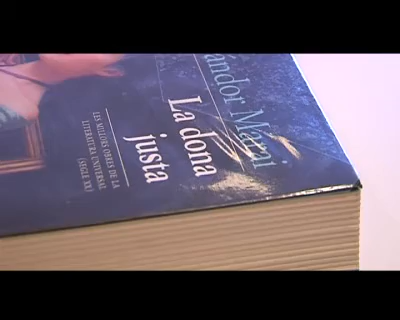 Sándor Márai
La dona
justa
LES MILLORS OBRES DE LA
LITERATURA UNIVERSAL
(SEGLE XX)